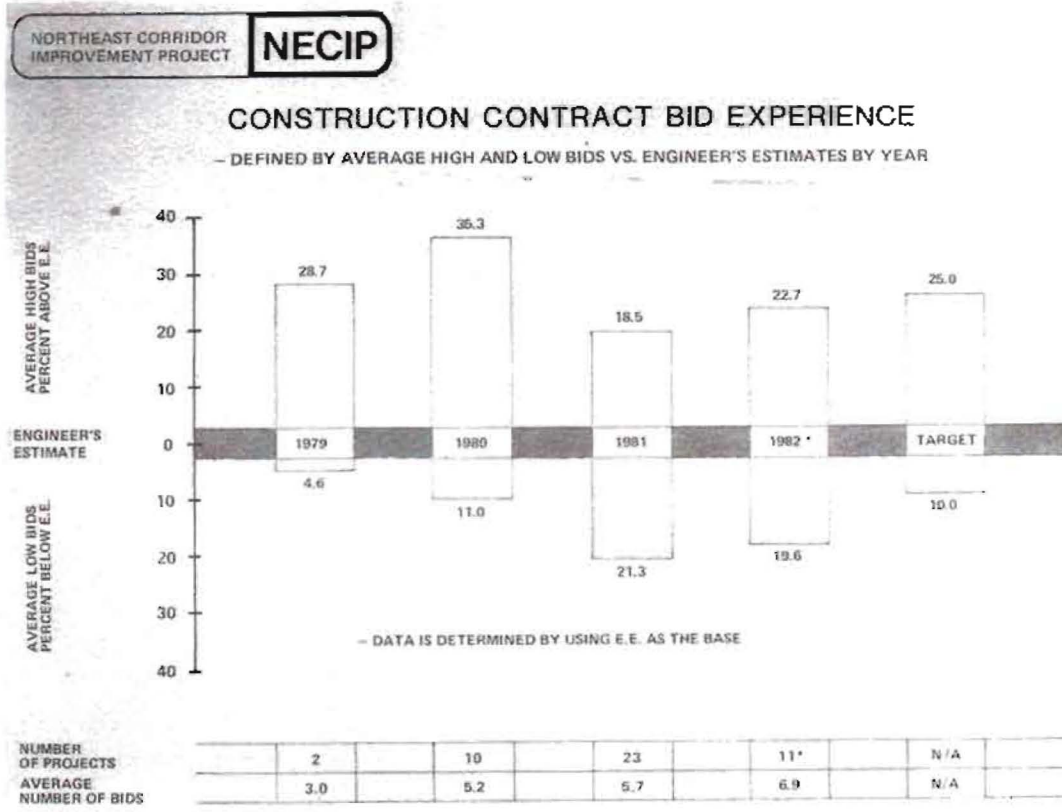 NORTHEAST CORRIDOR
IMPROVEMENT PROJECT
NECIP
CONSTRUCTION CONTRACT BID EXPERIENCE
– DEFINED BY AVERAGE HIGH AND LOW BIDS VS. ENGINEER'S ESTIMATES BY YEAR
AVERAGE HIGH BIDS
PERCENT ABOVE E.E.
40
30
20
10
28.7
35.3
18.5
22.7
25.0
ENGINEER'S
ESTIMATE
0
1979
1980
1981
1982 *
TARGET
AVERAGE LOW BIDS
PERCENT BELOW E.E.
10
20
30
40
4.6
11.0
21.3
19.6
10.0
– DATA IS DETERMINED BY USING E.E. AS THE BASE
NUMBER
OF PROJECTS
2 10 23 11* N/A
AVERAGE
NUMBER OF BIDS
3.0 5.2 5.7 6.9 N/A